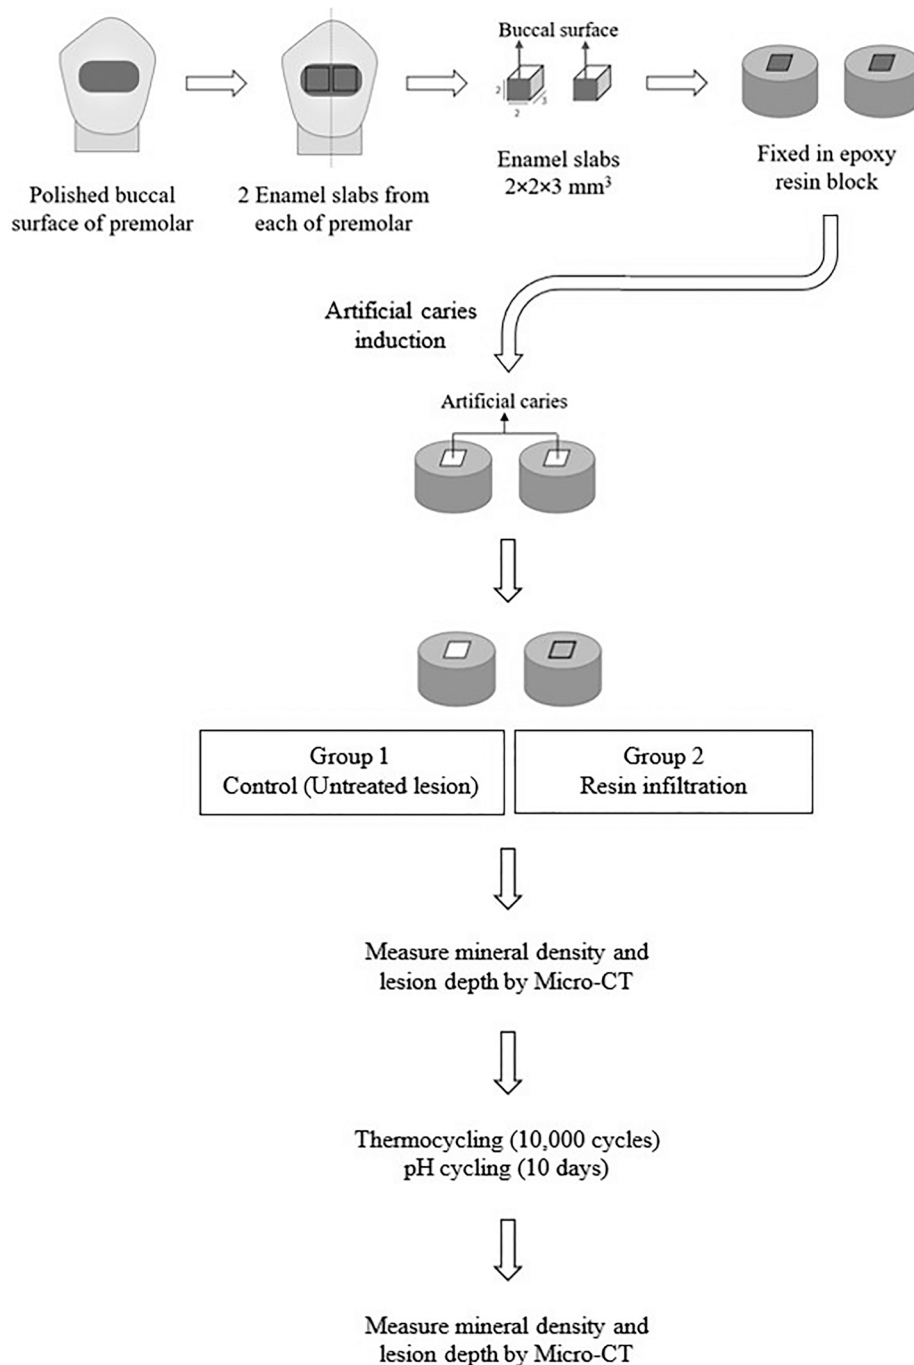 Buccal surface
2
2
3
Polished buccal
surface of premolar
2 Enamel slabs from
each of premolar
Enamel slabs
2×2×3 mm³
Fixed in epoxy
resin block
Artificial caries
induction
Artificial caries
Group 1
Control (Untreated lesion)
Group 2
Resin infiltration
Measure mineral density and
lesion depth by Micro-CT
Thermocycling (10,000 cycles)
pH cycling (10 days)
Measure mineral density and
lesion depth by Micro-CT